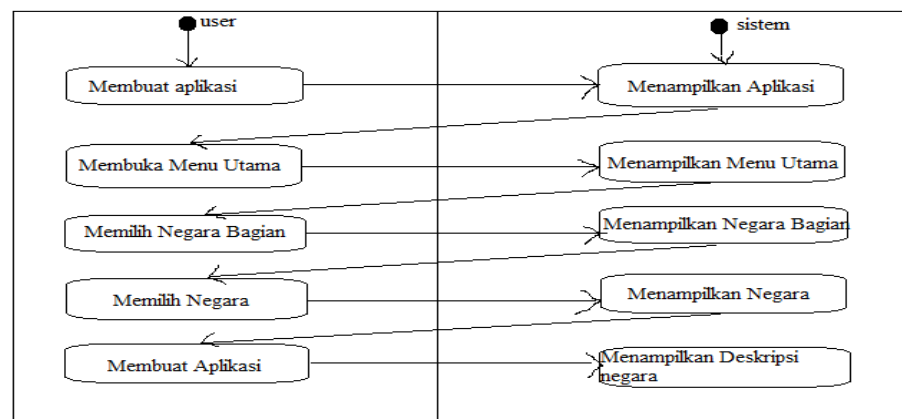 user
sistem
Membuat aplikasi
Menampilkan Aplikasi
Membuka Menu Utama
Menampilkan Menu Utama
Memilih Negara Bagian
Menampilkan Negara Bagian
Memilih Negara
Menampilkan Negara
Membuat Aplikasi
Menampilkan Deskripsi
negara